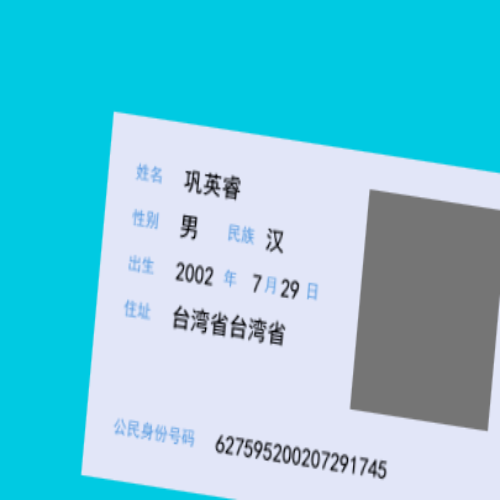 姓名 巩英睿
性别 男 民族 汉
出生 2002 年 7 月 29 日
住址 台湾省台湾省
公民身份号码 627595200207291745